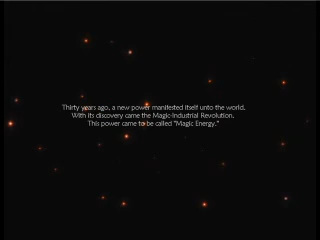 Thirty years ago, a new power manifested itself unto the world.
With its discovery came the Magic-Industrial Revolution.
This power came to be called "Magic Energy."